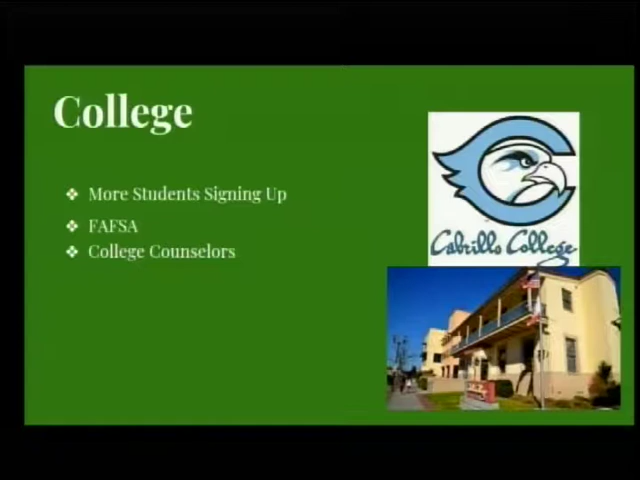 College
❖ More Students Signing Up
❖ FAFSA
❖ College Counselors
Cabrillo College